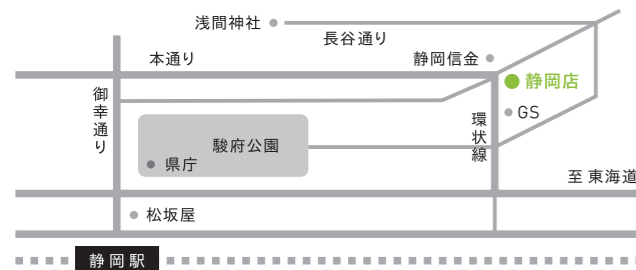 浅間神社
長谷通り
本通り
静岡信金
静岡店
御幸通り
GS
環状線
駿府公園
県庁
至 東海道
松坂屋
静岡駅